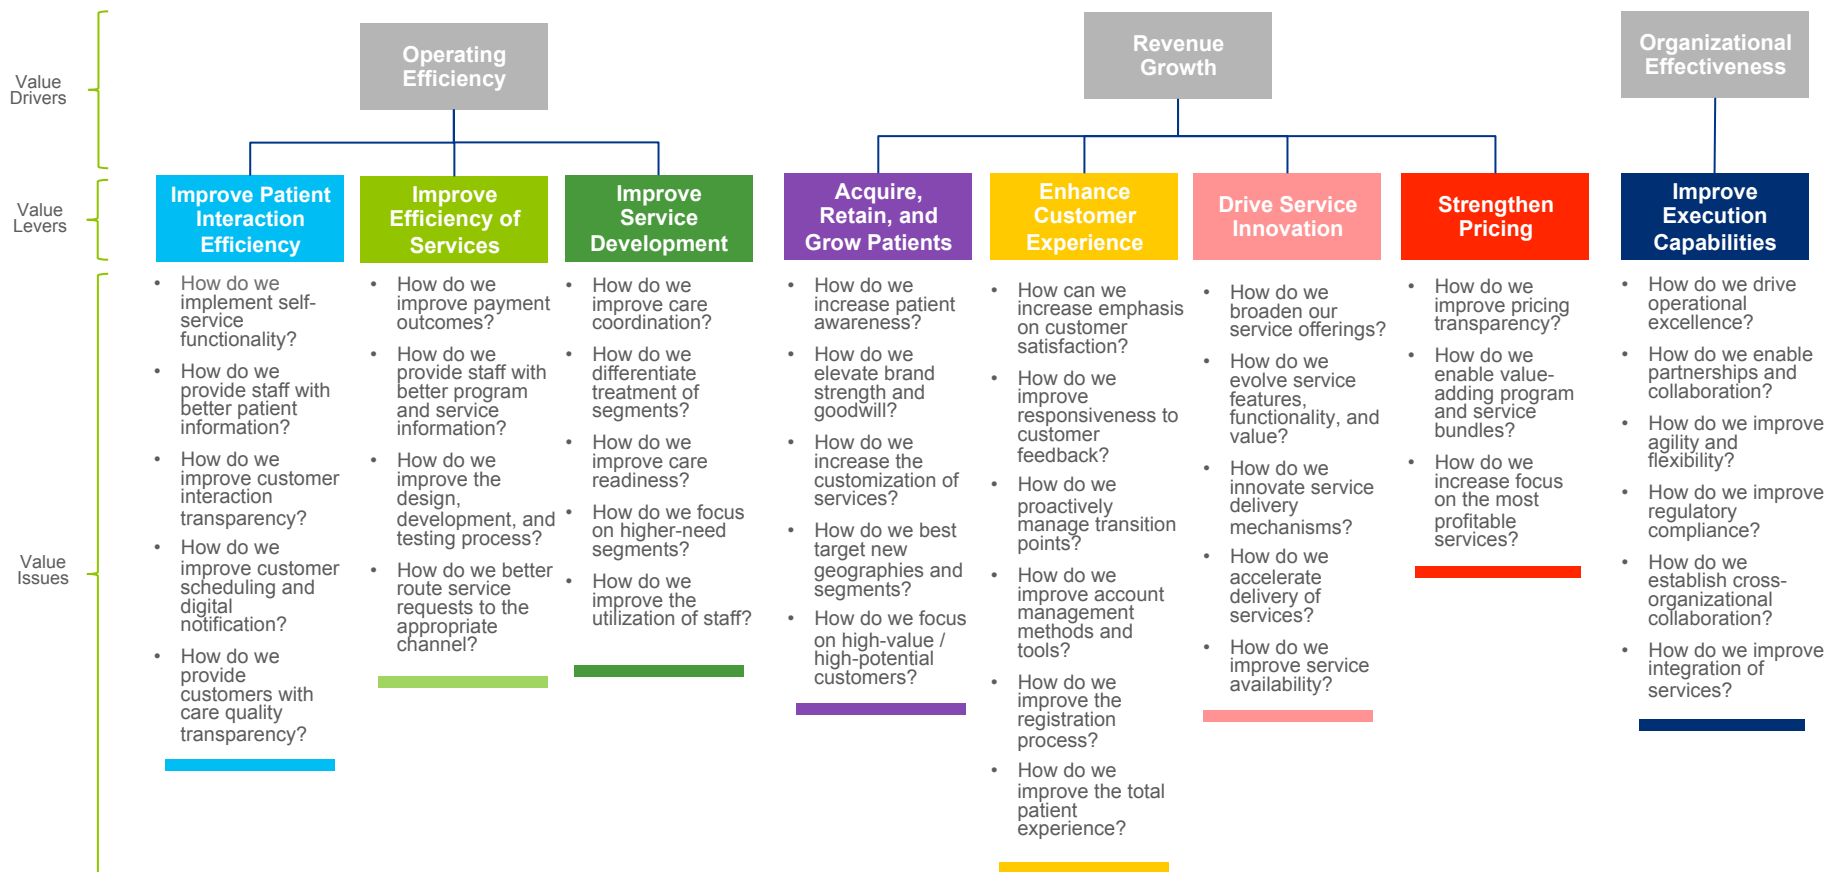 Value
Drivers
Operating
Efficiency
Revenue
Growth
Organizational
Effectiveness
Value
Levers
Improve Patient
Interaction
Efficiency
Improve
Efficiency of
Services
Improve
Service
Development
Acquire,
Retain, and
Grow Patients
Enhance
Customer
Experience
Drive Service
Innovation
Strengthen
Pricing
Improve
Execution
Capabilities
Value
Issues
• How do we
implement self-
service
functionality?
• How do we
provide staff with
better patient
information?
• How do we
improve customer
interaction
transparency?
• How do we
improve customer
scheduling and
digital
notification?
• How do we
provide
customers with
care quality
transparency?
• How do we
improve payment
outcomes?
• How do we
provide staff with
better program
and service
information?
• How do we
improve the
design,
development, and
testing process?
• How do we better
route service
requests to the
appropriate
channel?
• How do we
improve care
coordination?
• How do we
differentiate
treatment of
segments?
• How do we
improve care
readiness?
• How do we focus
on higher-need
segments?
• How do we
improve the
utilization of staff?
• How do we
increase patient
awareness?
• How do we
elevate brand
strength and
goodwill?
• How do we
increase the
customization of
services?
• How do we best
target new
geographies and
segments?
• How do we focus
on high-value /
high-potential
customers?
• How can we
increase emphasis
on customer
satisfaction?
• How do we
improve
responsiveness to
customer
feedback?
• How do we
proactively
manage transition
points?
• How do we
improve account
management
methods and
tools?
• How do we
improve the
registration
process?
• How do we
improve the total
patient
experience?
• How do we
broaden our
service offerings?
• How do we
evolve service
features,
functionality, and
value?
• How do we
innovate service
delivery
mechanisms?
• How do we
accelerate
delivery of
services?
• How do we
improve service
availability?
• How do we
improve pricing
transparency?
• How do we
enable value-
adding program
and service
bundles?
• How do we
increase focus
on the most
profitable
services?
• How do we drive
operational
excellence?
• How do we enable
partnerships and
collaboration?
• How do we improve
agility and
flexibility?
• How do we improve
regulatory
compliance?
• How do we
establish cross-
organizational
collaboration?
• How do we improve
integration of
services?